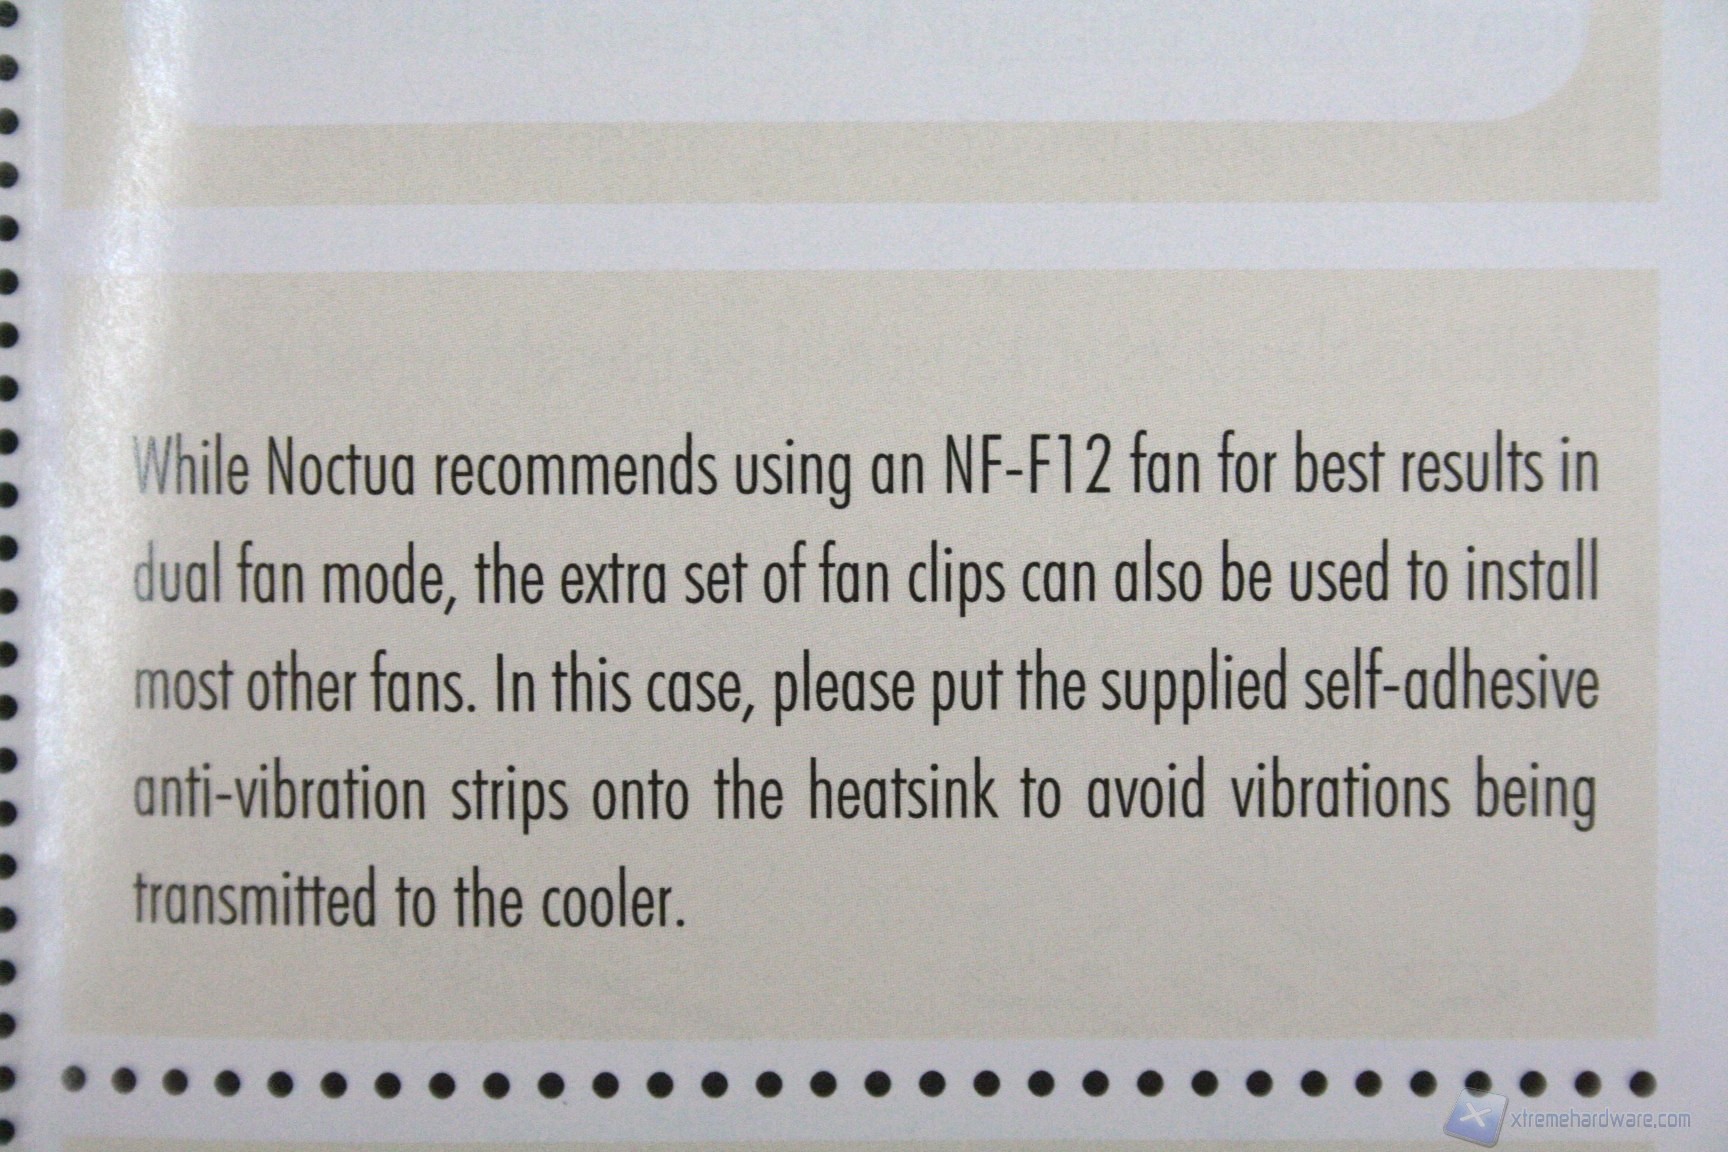 While Noctua recommends using an NF-F12 fan for best results in
dual fan mode, the extra set of fan clips can also be used to install
most other fans. In this case, please put the supplied self-adhesive
anti-vibration strips onto the heatsink to avoid vibrations being
transmitted to the cooler.
xtremehardware.com